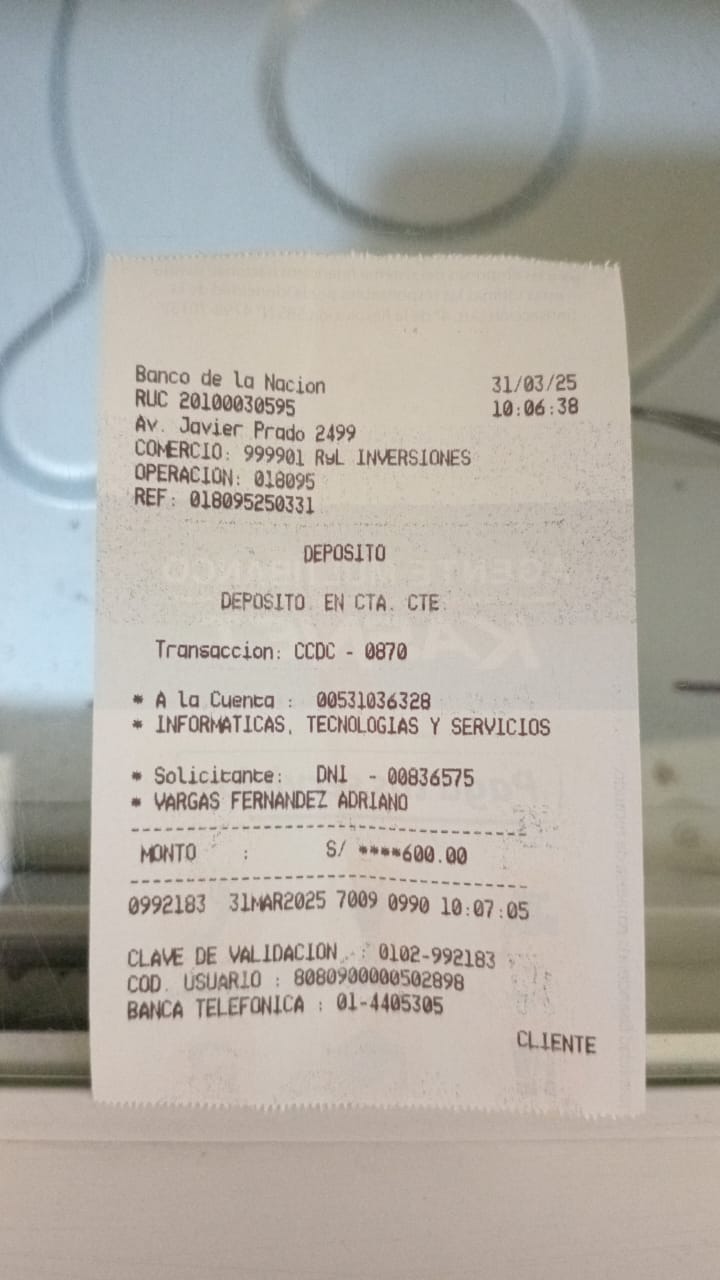 Banco de la Nacion 31/03/25
RUC 20100030595 10:06:38
Av. Javier Prado 2499
COMERCIO: 999901 RyL INVERSIONES
OPERACION: 018095
REF: 018095250331
DEPOSITO
DEPOSITO EN CTA. CTE.
Transaccion: CCDC - 0870
* A la Cuenta : 00531036328
* INFORMATICAS, TECNOLOGIAS Y SERVICIOS
* Solicitante: DNI - 00836575
* VARGAS FERNANDEZ ADRIANO
MONTO : S/ ****600.00
0992183 31MAR2025 7009 0990 10:07:05
CLAVE DE VALIDACION : 0102-992183
COD. USUARIO : 8080900000502898
BANCA TELEFONICA : 01-4405305
CLIENTE